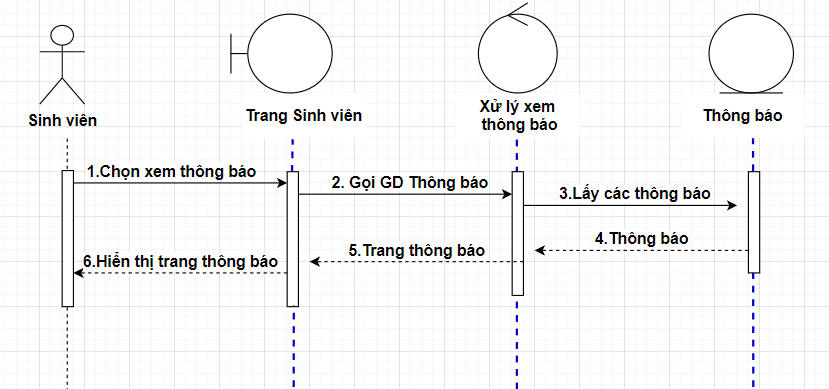 Sinh viên
Trang Sinh viên
Xử lý xem
thông báo
Thông báo
1.Chọn xem thông báo
2. Gọi GD Thông báo
3.Lấy các thông báo
4.Thông báo
5.Trang thông báo
6.Hiển thị trang thông báo